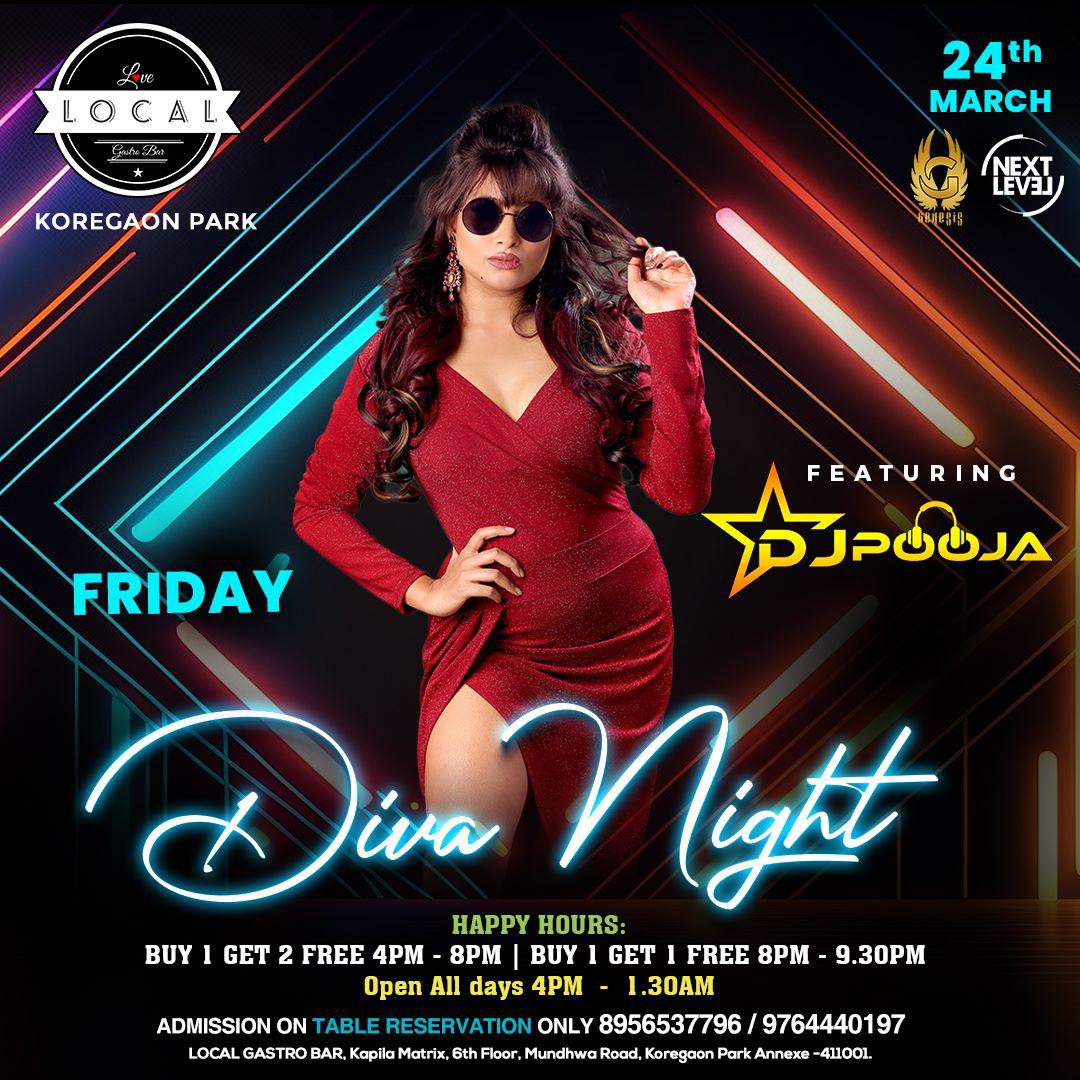 Love
LOCAL
Gastro Bar
KOREGAON PARK
24th
MARCH
G
GENESIS
NEXT
LEVEL
FEATURING
DJ POOJA
FRIDAY
Diva Night
HAPPY HOURS:
BUY 1 GET 2 FREE 4PM - 8PM | BUY 1 GET 1 FREE 8PM - 9.30PM
Open All days 4PM - 1.30AM
ADMISSION ON TABLE RESERVATION ONLY 8956537796 / 9764440197
LOCAL GASTRO BAR, Kapila Matrix, 6th Floor, Mundhwa Road, Koregaon Park Annexe -411001.